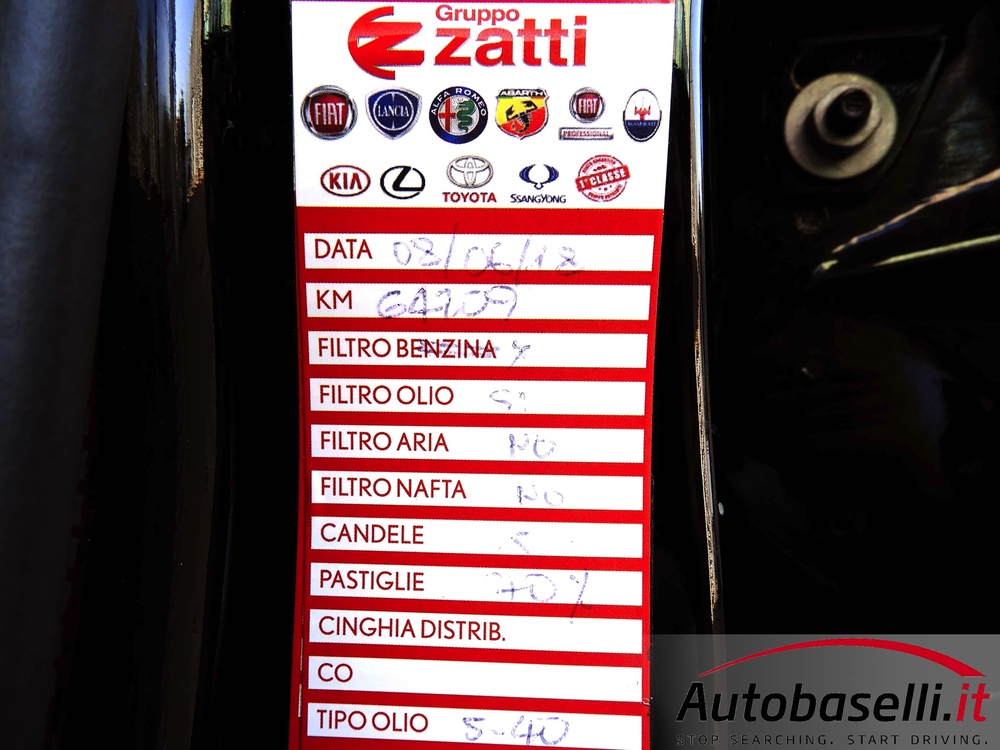 Gruppo
zatti
FIAT LANCIA ALFA ROMEO ABARTH FIAT PROFESSIONAL
KIA TOYOTA SSANGYONG 1ª CLASSE
DATA 08/06/18
KM 64209
FILTRO BENZINA
FILTRO OLIO Si
FILTRO ARIA NO
FILTRO NAFTA NO
CANDELE
PASTIGLIE 70%
CINGHIA DISTRIB.
CO
TIPO OLIO 5-40
Autobaselli.it
STOP SEARCHING. START DRIVING.